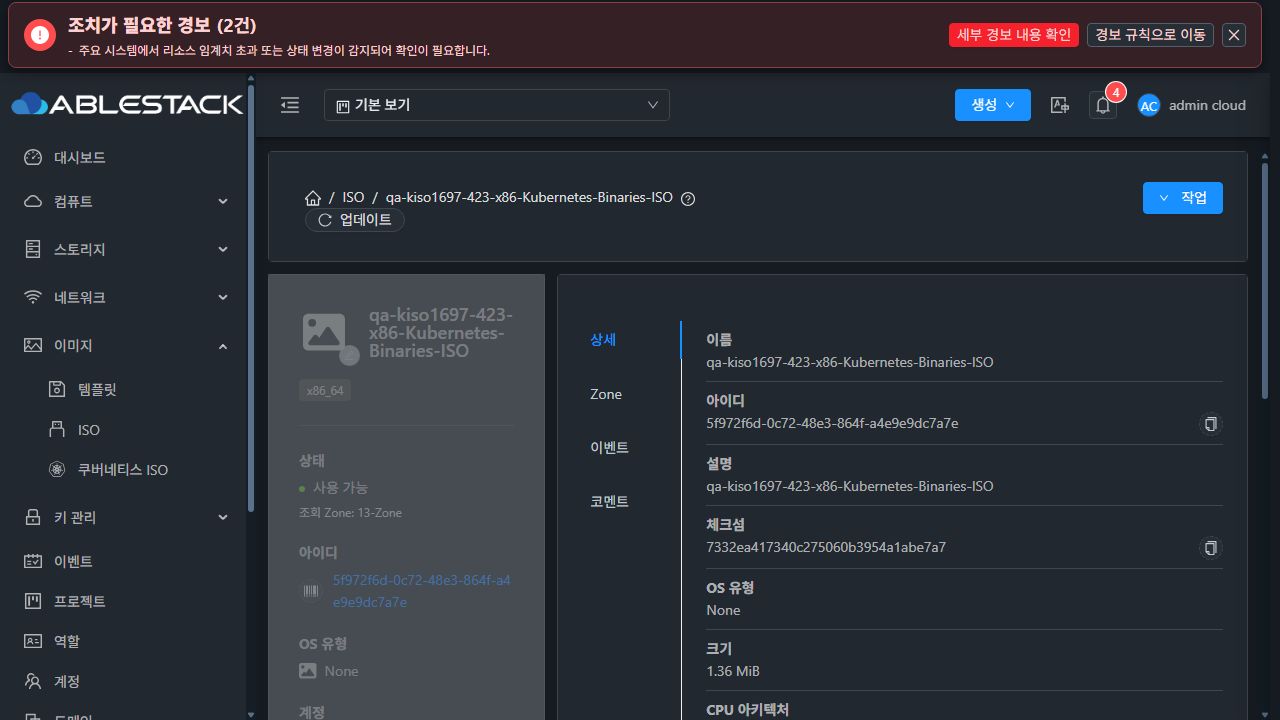 조치가 필요한 경보 (2건)
- 주요 시스템에서 리소스 임계치 초과 또는 상태 변경이 감지되어 확인이 필요합니다.
세부 경보 내용 확인
경보 규칙으로 이동
ABLESTACK
기본 보기
생성
4
AC
admin cloud
대시보드
컴퓨트
스토리지
네트워크
이미지
템플릿
ISO
쿠버네티스 ISO
키 관리
이벤트
프로젝트
역할
계정
도메인
/ ISO / qa-kiso1697-423-x86-Kubernetes-Binaries-ISO
업데이트
작업
qa-kiso1697-423-
x86-Kubernetes-
Binaries-ISO
x86_64
상태
사용 가능
조회 Zone: 13-Zone
아이디
5f972f6d-0c72-48e3-864f-a4
e9e9dc7a7e
OS 유형
None
계정
상세
Zone
이벤트
코멘트
이름
qa-kiso1697-423-x86-Kubernetes-Binaries-ISO
아이디
5f972f6d-0c72-48e3-864f-a4e9e9dc7a7e
설명
qa-kiso1697-423-x86-Kubernetes-Binaries-ISO
체크섬
7332ea417340c275060b3954a1abe7a7
OS 유형
None
크기
1.36 MiB
CPU 아키텍처